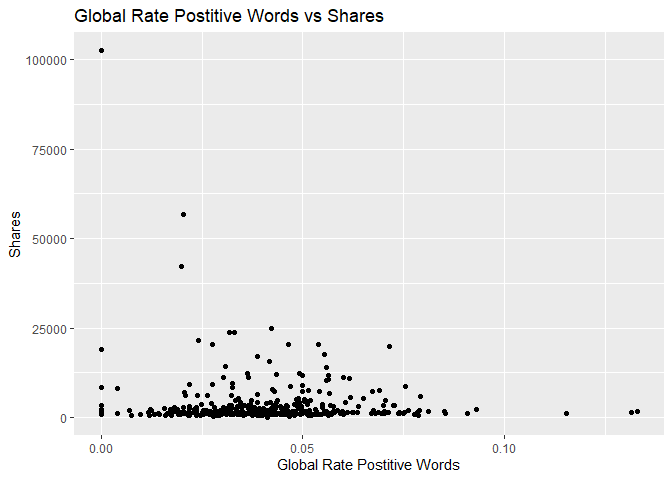 Global Rate Postitive Words vs Shares
100000
75000
50000
25000
0
Shares
0.00
0.05
0.10
Global Rate Postitive Words